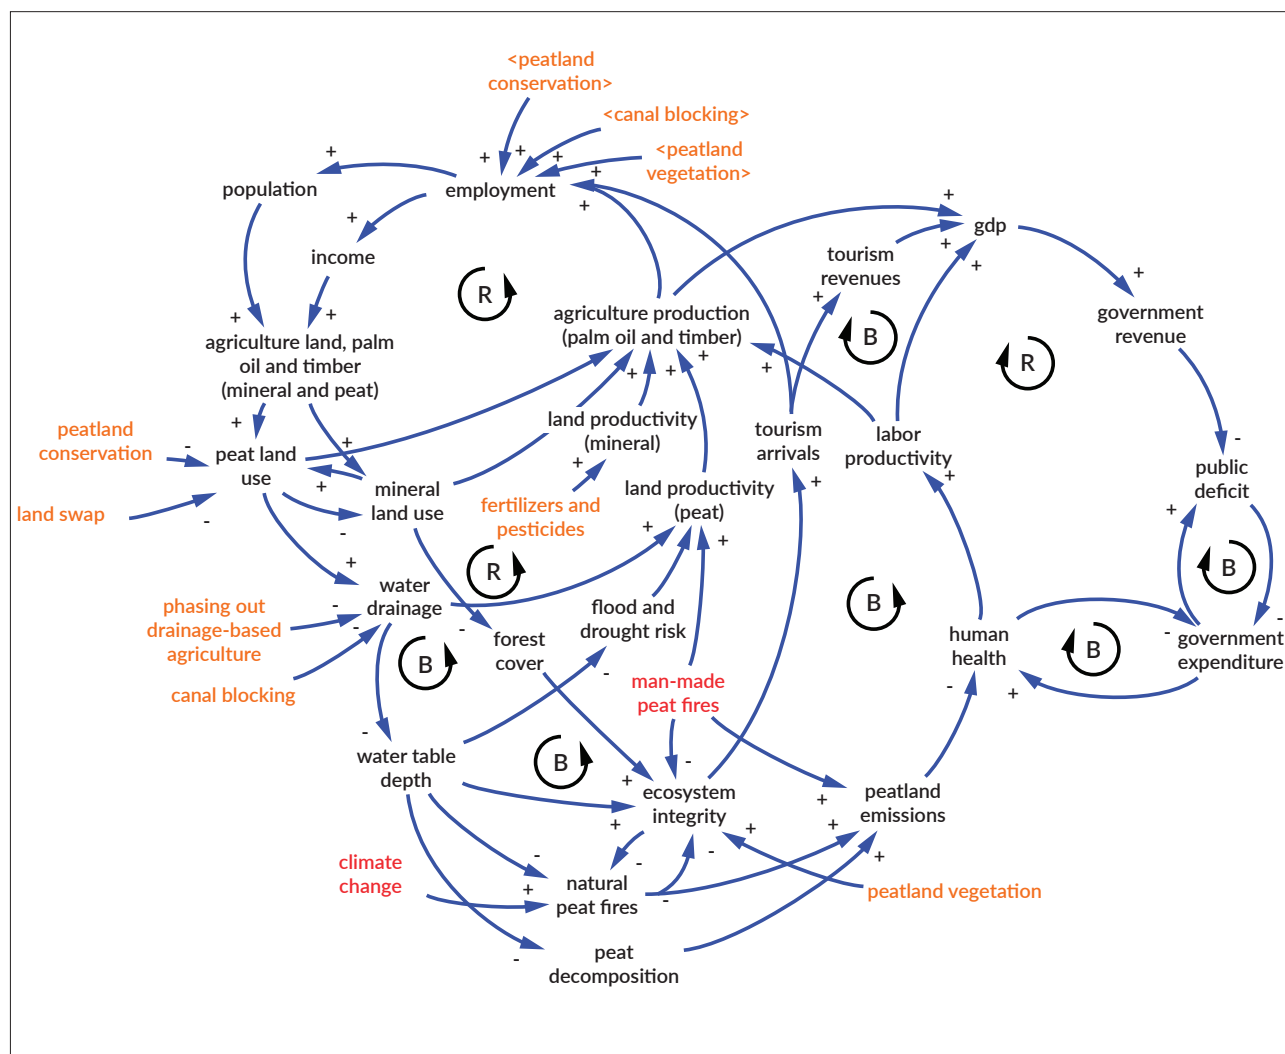 <peatland
conservation>
<canal blocking>
<peatland
vegetation>
+
+
+
+
+
+
population
employment
+
income
+
+
agriculture land, palm
oil and timber
(mineral and peat)
R
agriculture production
(palm oil and timber)
+
+
+
+
tourism
revenues
+
+
+
gdp
+
B
R
+
government
revenue
peatland
conservation
-
land swap
-
+
peat land
use
+
+
-
mineral
land use
land productivity
(mineral)
+
fertilizers and
pesticides
land productivity
(peat)
+
+
tourism
arrivals
+
labor
productivity
+
-
public
deficit
+
B
-
+
water
drainage
R
phasing out
drainage-based
agriculture
-
-
canal blocking
B
-
forest
cover
flood and
drought risk
-
man-made
peat fires
B
human
health
-
+
B
-
government
expenditure
-
water table
depth
B
+
-
ecosystem
integrity
+
+
peatland
emissions
+
+
+
+
-
climate
change
+
-
-
-
-
natural
peat fires
peatland vegetation
-
peat
decomposition